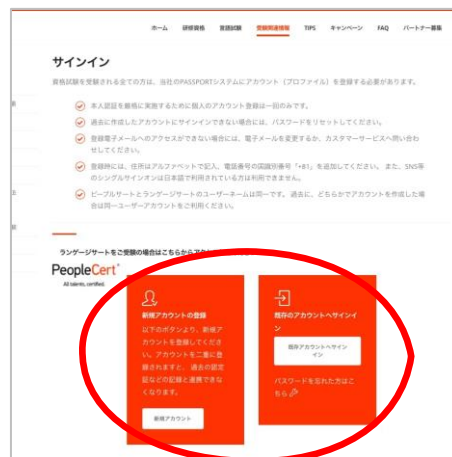 ホーム 研修資格 言語試験 受験関連情報 TIPS キャンペーン FAQ パートナー募集
サインイン
資格試験を受験される全ての方は、当社のPASSPORTシステムにアカウント（プロファイル）を登録する必要があります。
本人認証を厳格に実施するために個人のアカウント登録は一回のみです。
過去に作成したアカウントにサインインできない場合には、パスワードをリセットしてください。
登録電子メールへのアクセスができない場合には、電子メールを変更するか、カスタマーサービスへ問い合わ
せしてください。
登録時には、住所はアルファベットで記入、電話番号の国識別番号「+81」を追加してください。 また、SNS等
のシングルサインオンは日本語で利用されている方は利用できません。
ピープルサートとランゲージサートのユーザーネームは同一です。 過去に、どちらかでアカウントを作成した場
合は同一ユーザーアカウントをご利用ください。
ランゲージサートをご受験の場合はこちらから
PeopleCert
All talents, certified.
新規アカウントの登録
以下のボタンより、新規ア
カウントを登録してくださ
い。アカウントを二重に登
録されますと、過去の認定
証などの記録と連携できな
くなります。
新規アカウント
既存のアカウントへサインイ
ン
既存アカウントへサインイ
イン
パスワードを忘れた方はこ
ちら